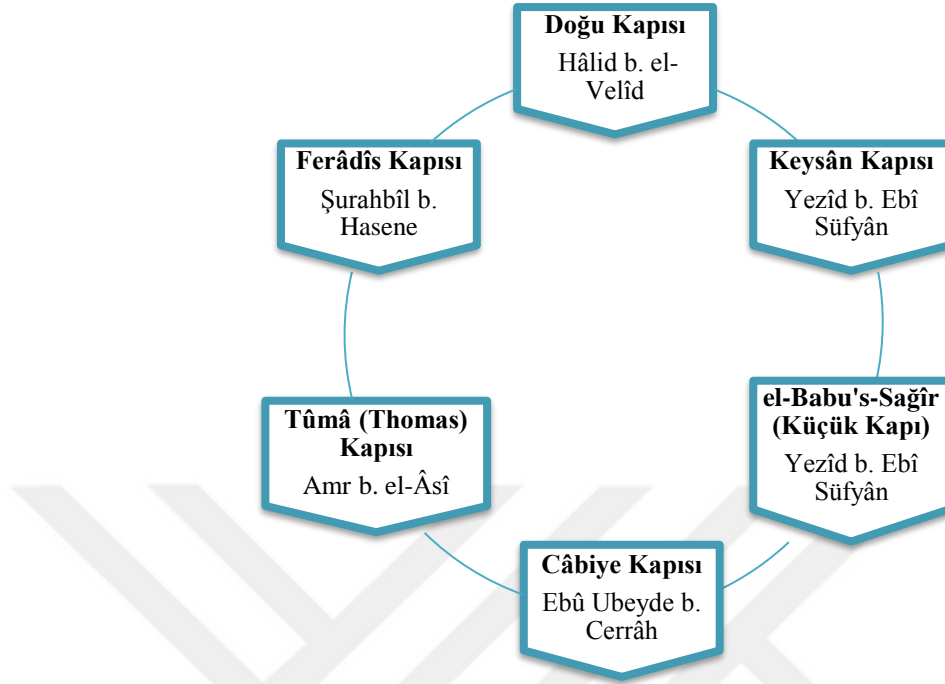 Doğu Kapısı
Hâlid b. el-
Velîd
Keysân Kapısı
Yezîd b. Ebî
Süfyân
el-Babu's-Sağîr
(Küçük Kapı)
Yezîd b. Ebî
Süfyân
Câbiye Kapısı
Ebû Ubeyde b.
Cerrâh
Tûmâ (Thomas)
Kapısı
Amr b. el-Âsî
Ferâdîs Kapısı
Şurahbîl b.
Hasene